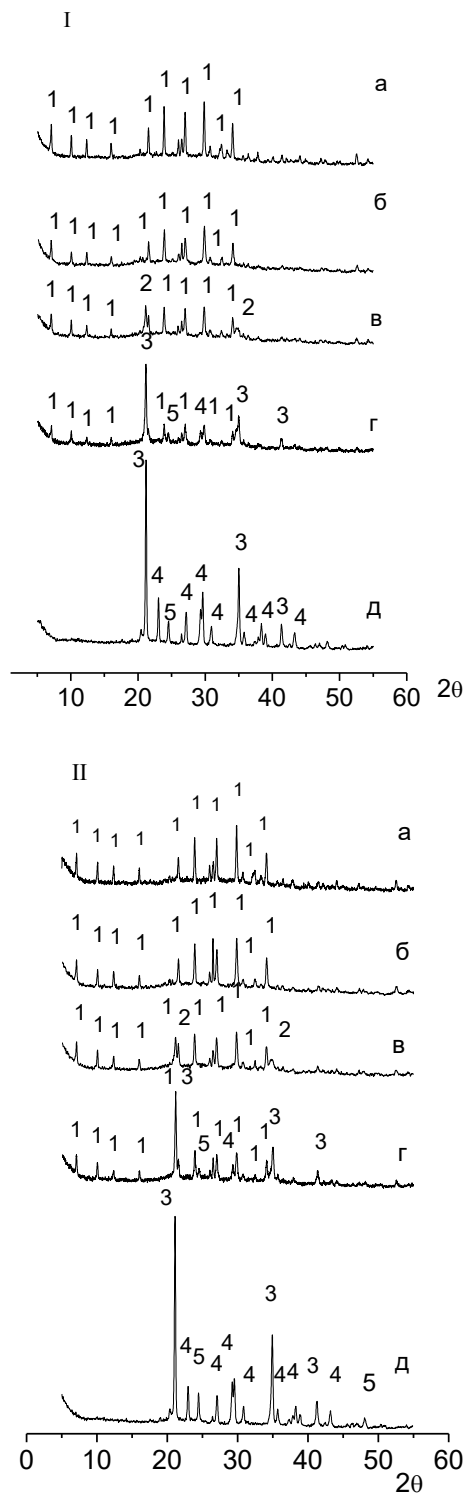 I
1 1 1 1 1 1 1 1 1 а
1 1 1 1 1 1 1 1 1 1 б
1 1 1 1 2 1 1 1 1 2 в
3
1 1 1 1 1 5 1 4 1 1 3 3 г
3
4 5 4 4 4 3 4 4 3 4 д
10 20 30 40 50 60 2θ
II
1 1 1 1 1 1 1 1 1 1 а
1 1 1 1 1 1 1 1 1 1 б
1 1 1 1 1 2 1 1 1 1 2 в
1 3
1 1 1 1 1 5 1 4 1 1 1 3 3 г
3
4 5 4 4 4 3 4 4 3 4 5 д
0 20 40 60
2θ